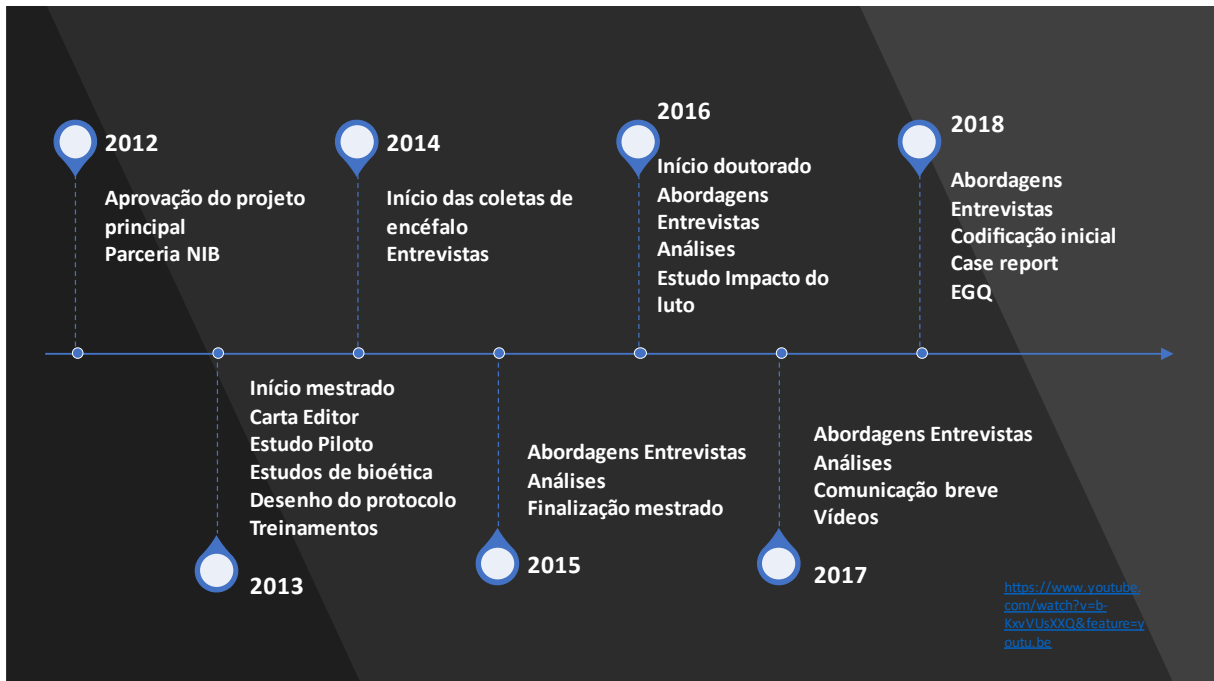 2012
Aprovação do projeto
principal
Parceria NIB
2013
Início mestrado
Carta Editor
Estudo Piloto
Estudos de bioética
Desenho do protocolo
Treinamentos
2014
Início das coletas de
encéfalo
Entrevistas
2015
Abordagens Entrevistas
Análises
Finalização mestrado
2016
Início doutorado
Abordagens
Entrevistas
Análises
Estudo Impacto do
luto
2017
Abordagens Entrevistas
Análises
Comunicação breve
Vídeos
2018
Abordagens
Entrevistas
Codificação inicial
Case report
EGQ
https://www.youtube.
com/watch?v=b-
KxvVUsXXQ&feature=y
outu.be